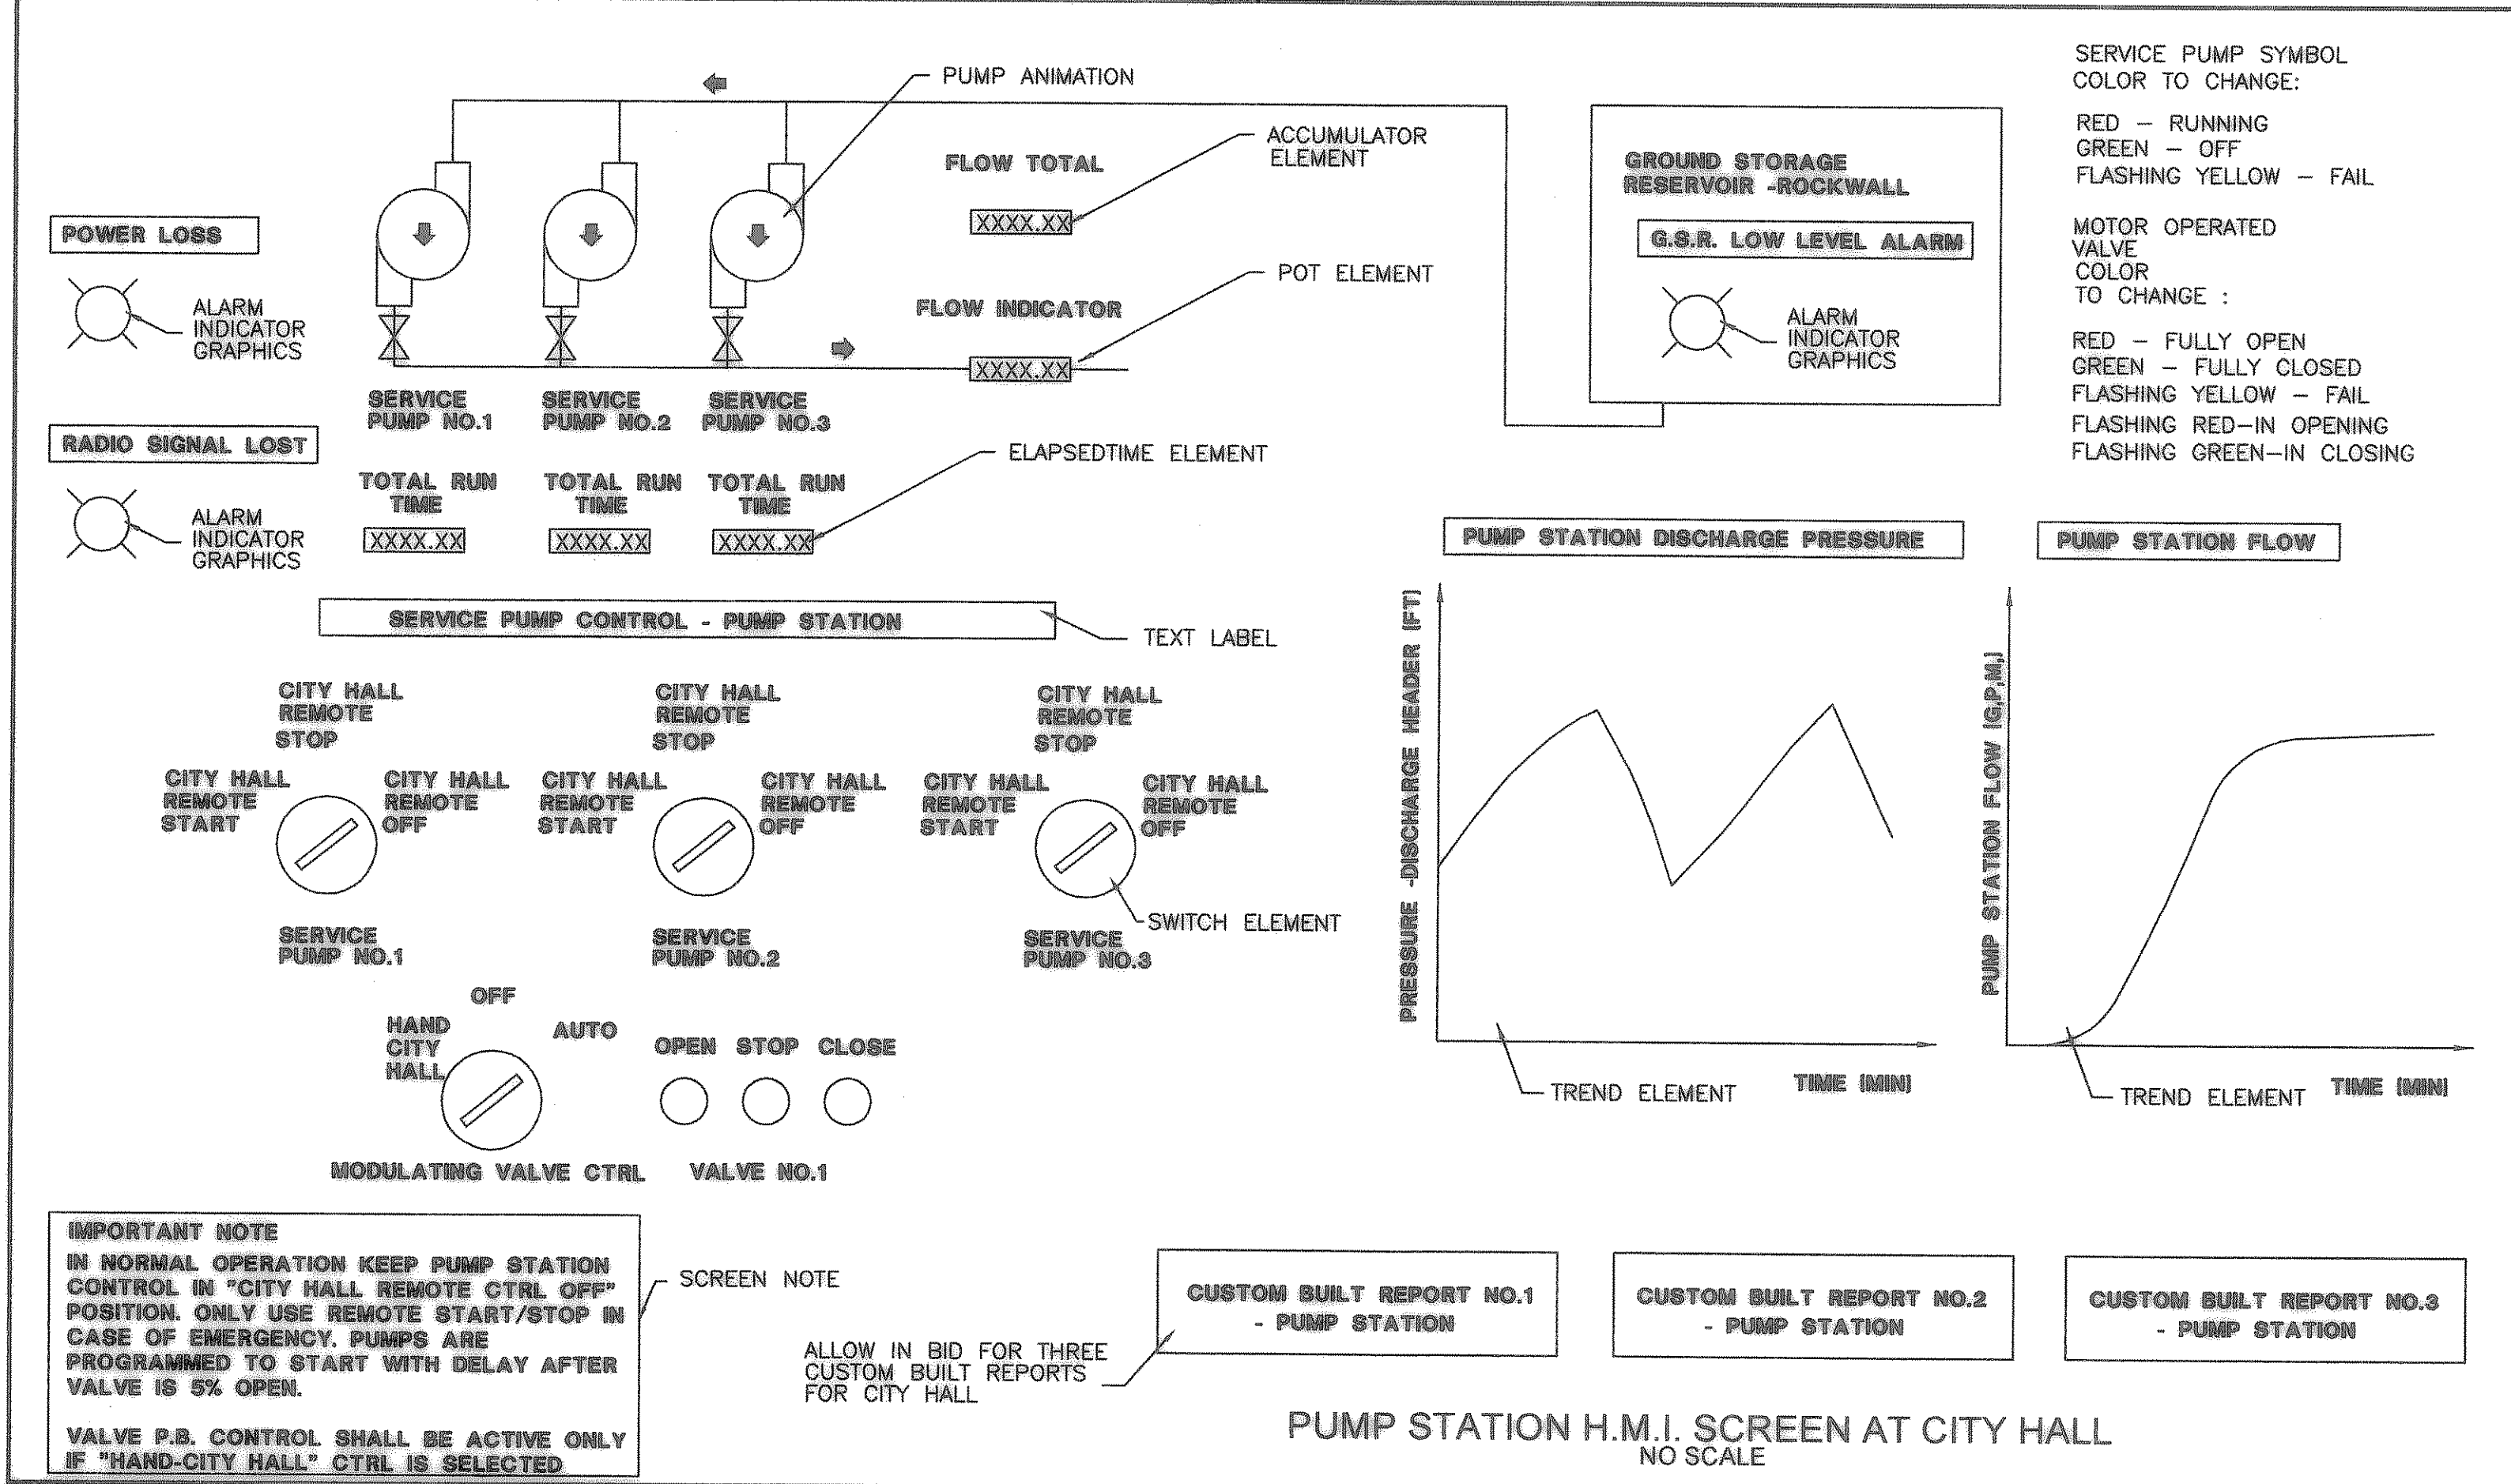 PUMP ANIMATION
ACCUMULATOR
ELEMENT
FLOW TOTAL
XXXX.XX
POT ELEMENT
FLOW INDICATOR
XXXX.XX
POWER LOSS
ALARM
INDICATOR
GRAPHICS
SERVICE
PUMP NO.1
SERVICE
PUMP NO.2
SERVICE
PUMP NO.3
RADIO SIGNAL LOST
ALARM
INDICATOR
GRAPHICS
ELAPSEDTIME ELEMENT
TOTAL RUN
TIME
XXXX.XX
TOTAL RUN
TIME
XXXX.XX
TOTAL RUN
TIME
XXXX.XX
GROUND STORAGE
RESERVOIR -ROCKWALL
G.S.R. LOW LEVEL ALARM
ALARM
INDICATOR
GRAPHICS
SERVICE PUMP SYMBOL
COLOR TO CHANGE:
RED – RUNNING
GREEN – OFF
FLASHING YELLOW – FAIL
MOTOR OPERATED
VALVE
COLOR
TO CHANGE :
RED – FULLY OPEN
GREEN – FULLY CLOSED
FLASHING YELLOW – FAIL
FLASHING RED–IN OPENING
FLASHING GREEN–IN CLOSING
SERVICE PUMP CONTROL - PUMP STATION
TEXT LABEL
CITY HALL
REMOTE
STOP
CITY HALL
REMOTE
START
CITY HALL
REMOTE
OFF
SERVICE
PUMP NO.1
CITY HALL
REMOTE
STOP
CITY HALL
REMOTE
START
CITY HALL
REMOTE
OFF
SERVICE
PUMP NO.2
CITY HALL
REMOTE
STOP
CITY HALL
REMOTE
START
CITY HALL
REMOTE
OFF
SWITCH ELEMENT
SERVICE
PUMP NO.3
PUMP STATION DISCHARGE PRESSURE
PRESSURE -DISCHARGE HEADER (FT)
TREND ELEMENT
TIME (MIN)
PUMP STATION FLOW
PUMP STATION FLOW (G,P,M,)
TREND ELEMENT
TIME (MIN)
OFF
HAND
CITY
HALL
AUTO
MODULATING VALVE CTRL
OPEN STOP CLOSE
VALVE NO.1
IMPORTANT NOTE
IN NORMAL OPERATION KEEP PUMP STATION
CONTROL IN "CITY HALL REMOTE CTRL OFF"
POSITION. ONLY USE REMOTE START/STOP IN
CASE OF EMERGENCY. PUMPS ARE
PROGRAMMED TO START WITH DELAY AFTER
VALVE IS 5% OPEN.
VALVE P.B. CONTROL SHALL BE ACTIVE ONLY
IF "HAND-CITY HALL" CTRL IS SELECTED
SCREEN NOTE
ALLOW IN BID FOR THREE
CUSTOM BUILT REPORTS
FOR CITY HALL
CUSTOM BUILT REPORT NO.1
- PUMP STATION
CUSTOM BUILT REPORT NO.2
- PUMP STATION
CUSTOM BUILT REPORT NO.3
- PUMP STATION
PUMP STATION H.M.I. SCREEN AT CITY HALL
NO SCALE